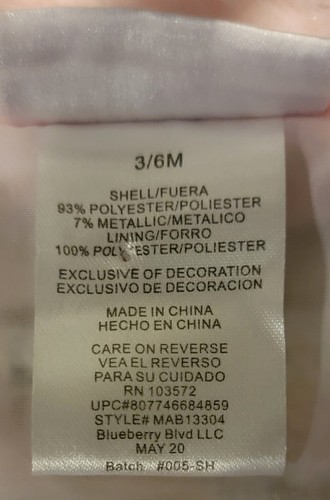 3/6M
SHELL/FUERA
93% POLYESTER/POLIESTER
7% METALLIC/METALICO
LINING/FORRO
100% POLYESTER/POLIESTER
EXCLUSIVE OF DECORATION
EXCLUSIVO DE DECORACION
MADE IN CHINA
HECHO EN CHINA
CARE ON REVERSE
VEA EL REVERSO
PARA SU CUIDADO
RN 103572
UPC#807746684859
STYLE# MAB13304
Blueberry Blvd LLC
MAY 20
Batch #005-SH